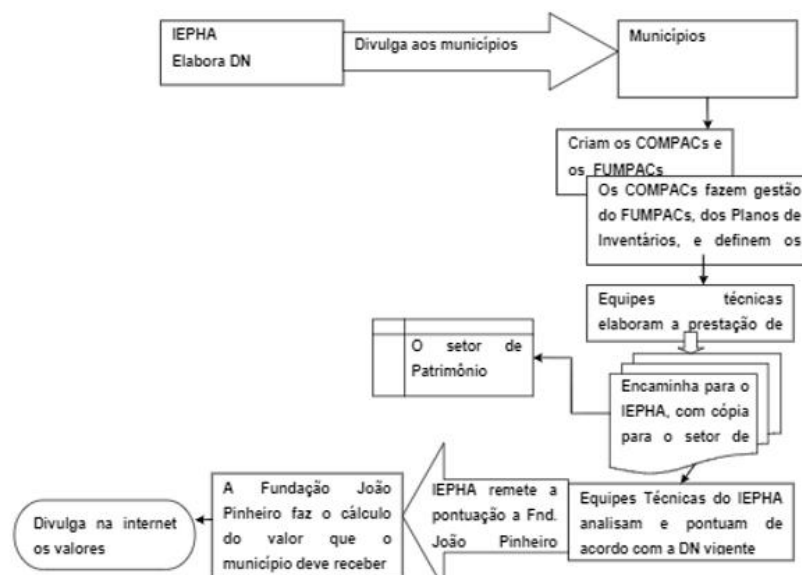 IEPHA
Elabora DN
Divulga aos municípios
Municípios
Criam os COMPACs e
os FUMPACs
Os COMPACs fazem gestão
do FUMPACs, dos Planos de
Inventários, e definem os
Equipes técnicas
elaboram a prestação de
O setor de
Patrimônio
Encaminha para o
IEPHA, com cópia
para o setor de
Equipes Técnicas do IEPHA
analisam e pontuam de
acordo com a DN vigente
IEPHA remete a
pontuação a Fnd.
João Pinheiro
A Fundação João
Pinheiro faz o cálculo
do valor que o
município deve receber
Divulga na internet
os valores